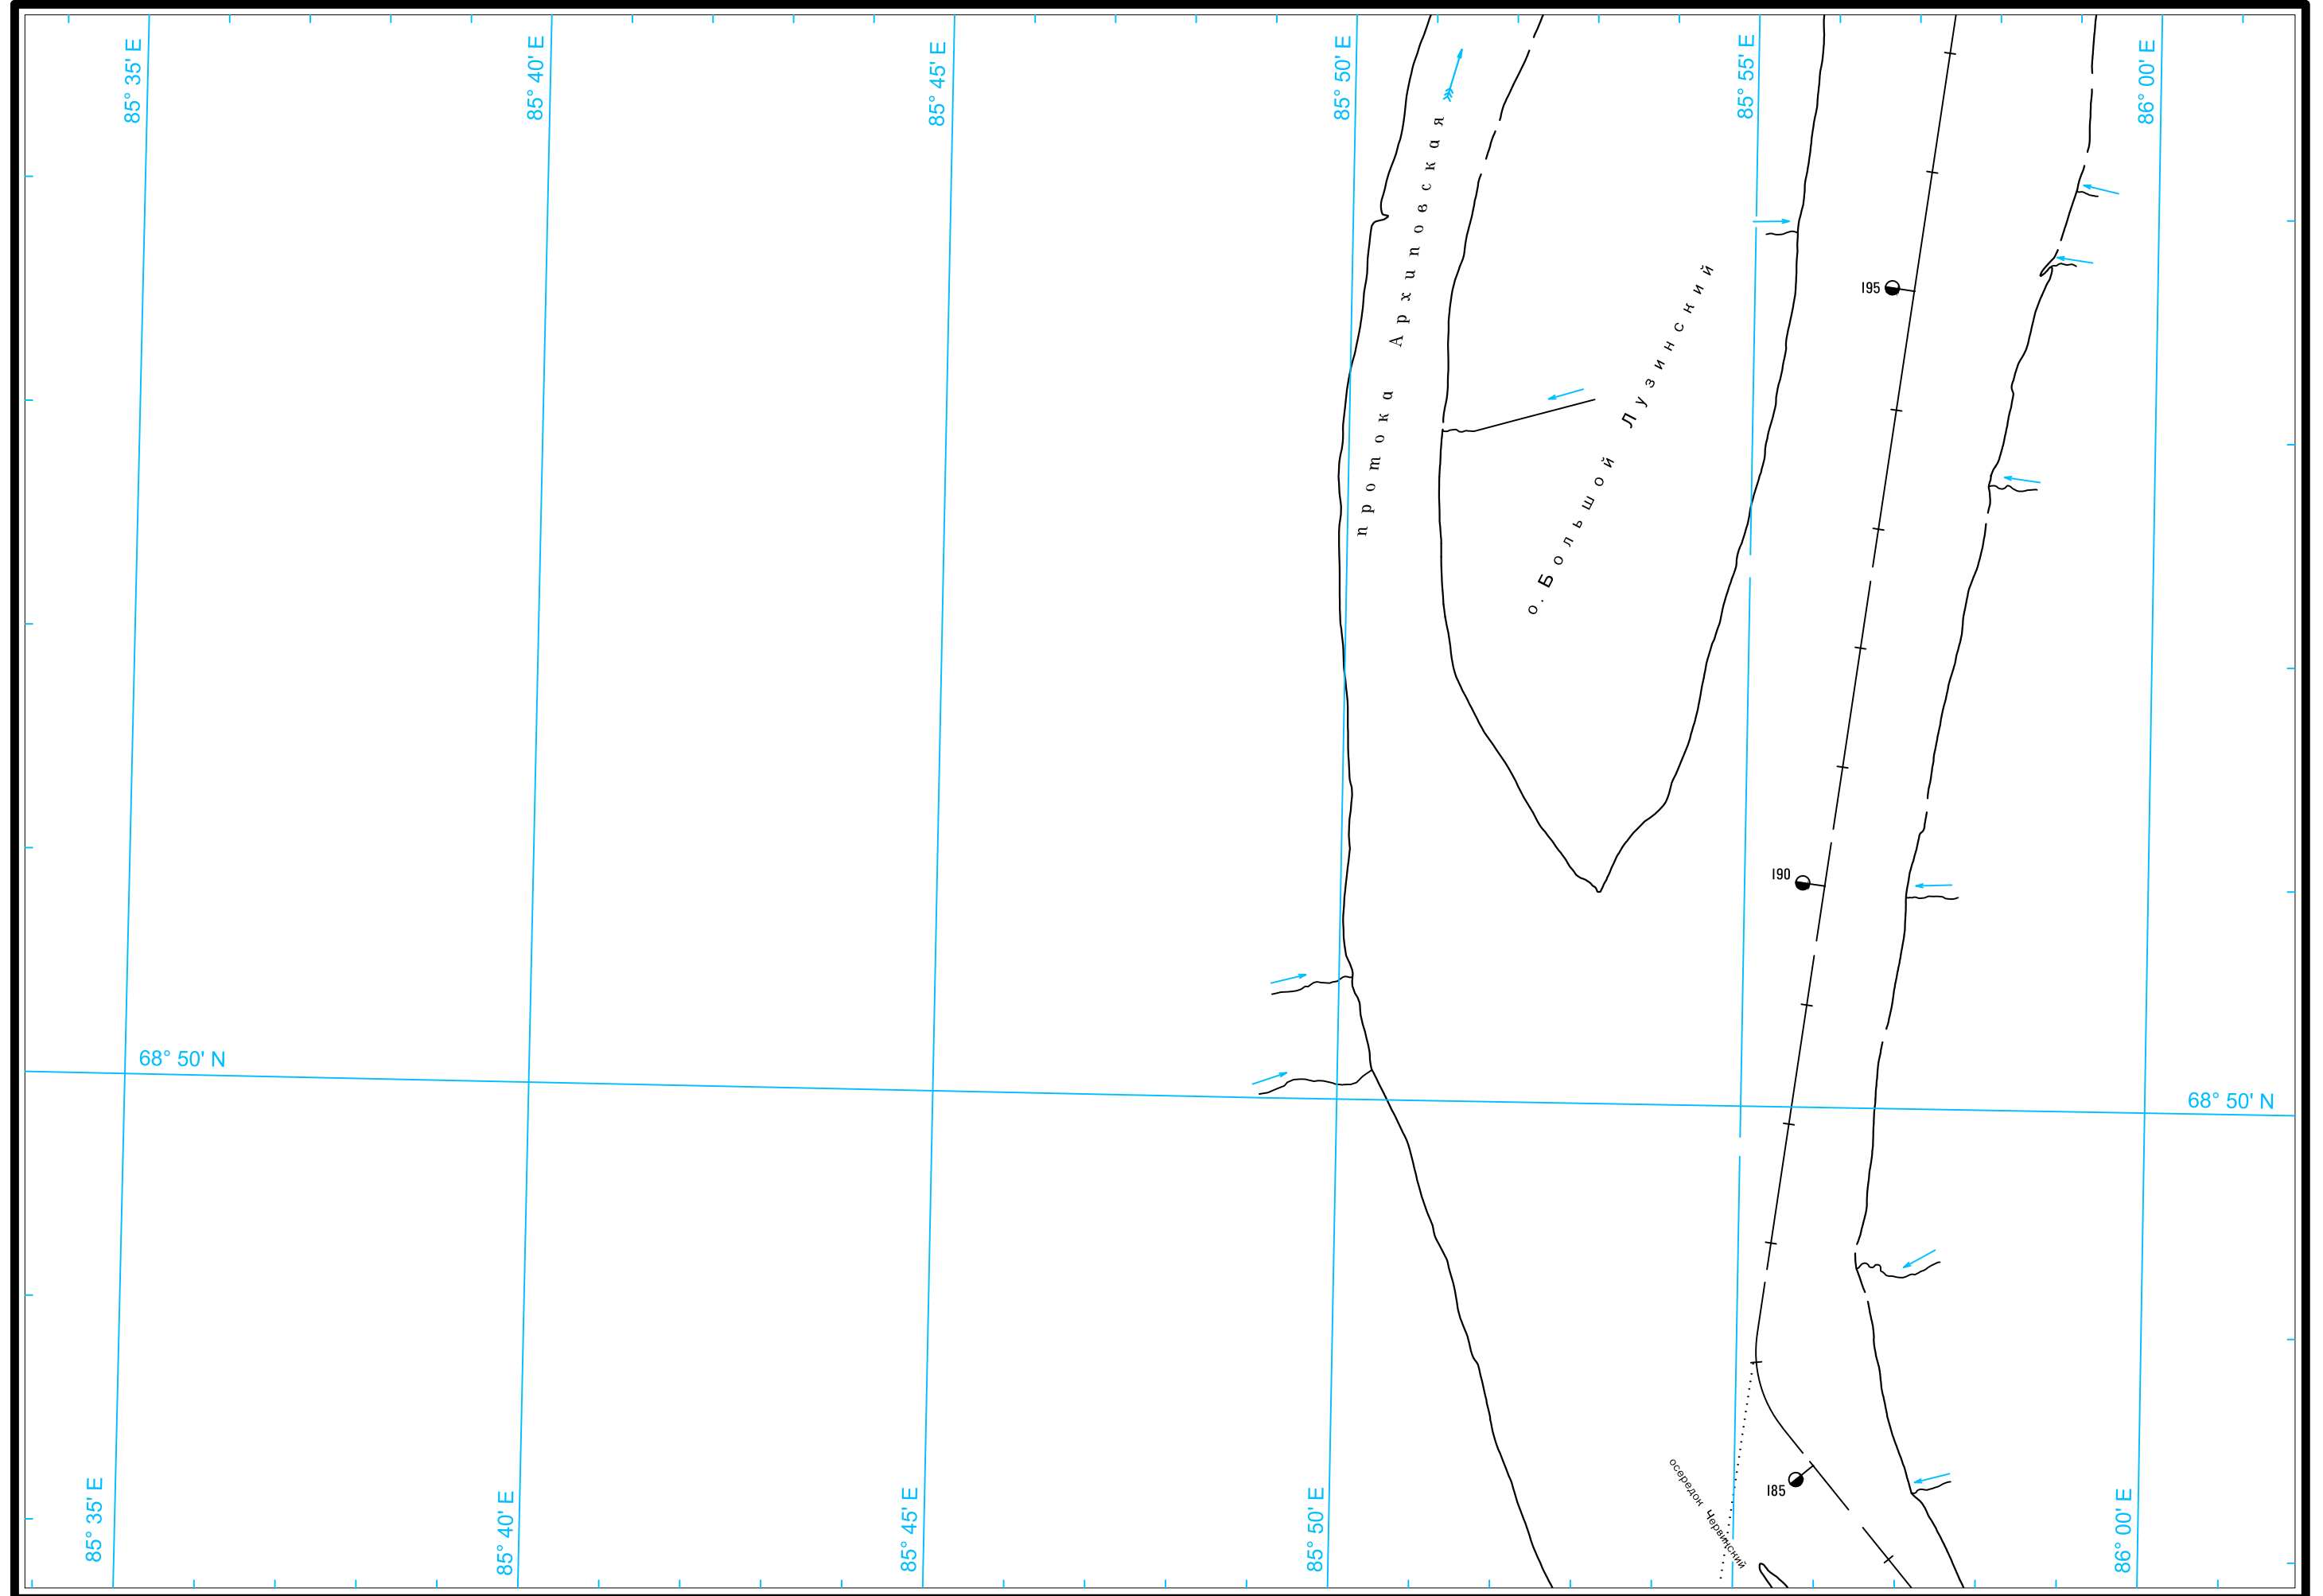 85° 35' E
85° 40' E
85° 45' E
85° 50' E
85° 55' E
86° 00' E
протока Архиповская
о. Большой Лузинский
195
190
68° 50' N
68° 50' N
185
осередок Червинский
85° 35' E
85° 40' E
85° 45' E
85° 50' E
86° 00' E